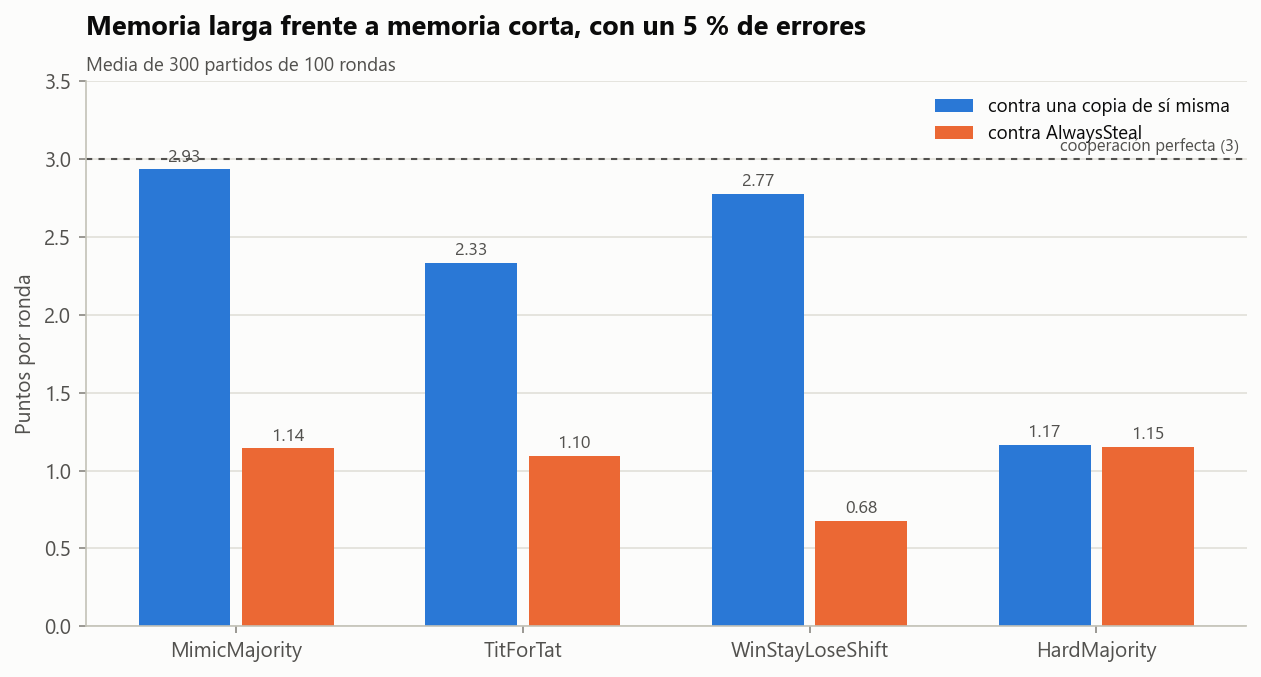 Memoria larga frente a memoria corta, con un 5 % de errores
Media de 300 partidos de 100 rondas
contra una copia de sí misma
contra AlwaysSteal
cooperación perfecta (3)
Puntos por ronda
3.5
3.0
2.5
2.0
1.5
1.0
0.5
0.0
2.93
1.14
2.33
1.10
2.77
0.68
1.17
1.15
MimicMajority
TitForTat
WinStayLoseShift
HardMajority